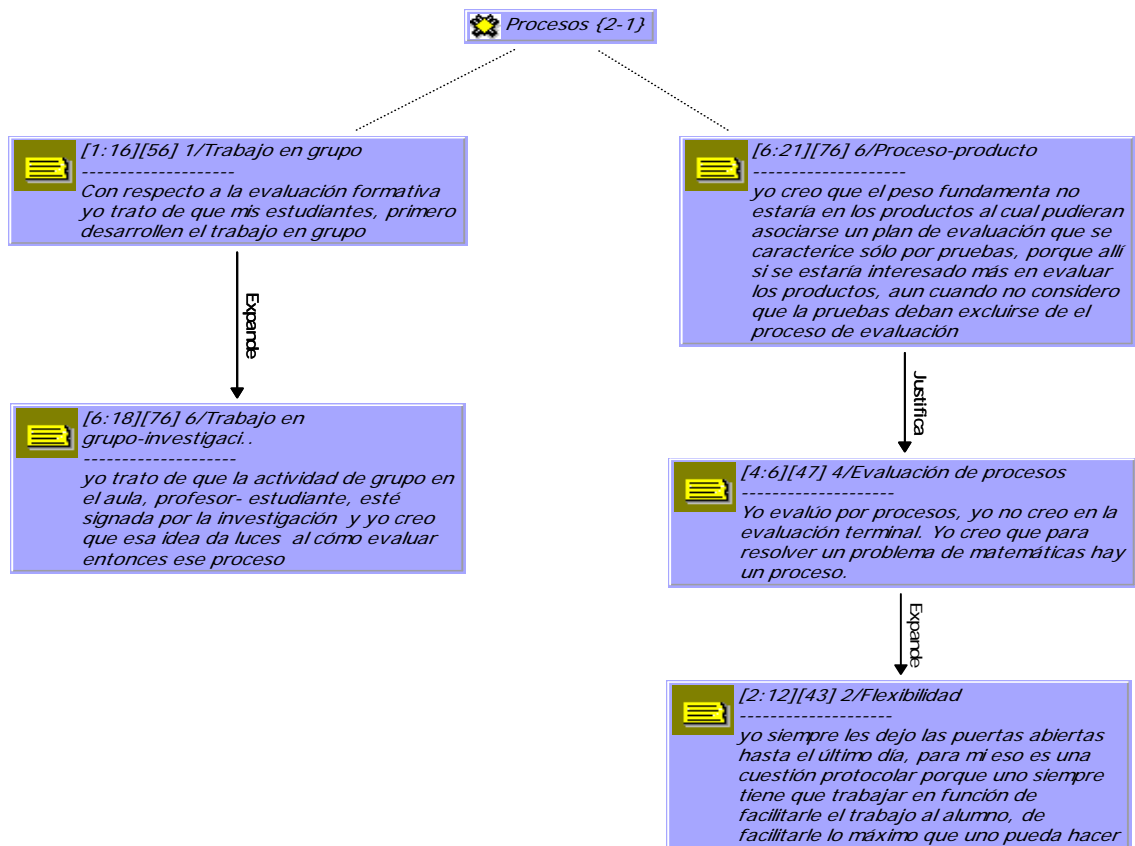 Procesos {2-1}
[1:16][56] 1/Trabajo en grupo
--------------------
Con respecto a la evaluación formativa
yo trato de que mis estudiantes, primero
desarrollen el trabajo en grupo
Expande
[6:18][76] 6/Trabajo en
grupo-investigaci..
--------------------
yo trato de que la actividad de grupo en
el aula, profesor- estudiante, esté
signada por la investigación y yo creo
que esa idea da luces al cómo evaluar
entonces ese proceso
[6:21][76] 6/Proceso-producto
--------------------
yo creo que el peso fundamenta no
estaría en los productos al cual pudieran
asociarse un plan de evaluación que se
caracterice sólo por pruebas, porque allí
si se estaría interesado más en evaluar
los productos, aun cuando no considero
que la pruebas deban excluirse de el
proceso de evaluación
Justifica
[4:6][47] 4/Evaluación de procesos
--------------------
Yo evalúo por procesos, yo no creo en la
evaluación terminal. Yo creo que para
resolver un problema de matemáticas hay
un proceso.
Expande
[2:12][43] 2/Flexibilidad
--------------------
yo siempre les dejo las puertas abiertas
hasta el último día, para mi eso es una
cuestión protocolar porque uno siempre
tiene que trabajar en función de
facilitarle el trabajo al alumno, de
facilitarle lo máximo que uno pueda hacer